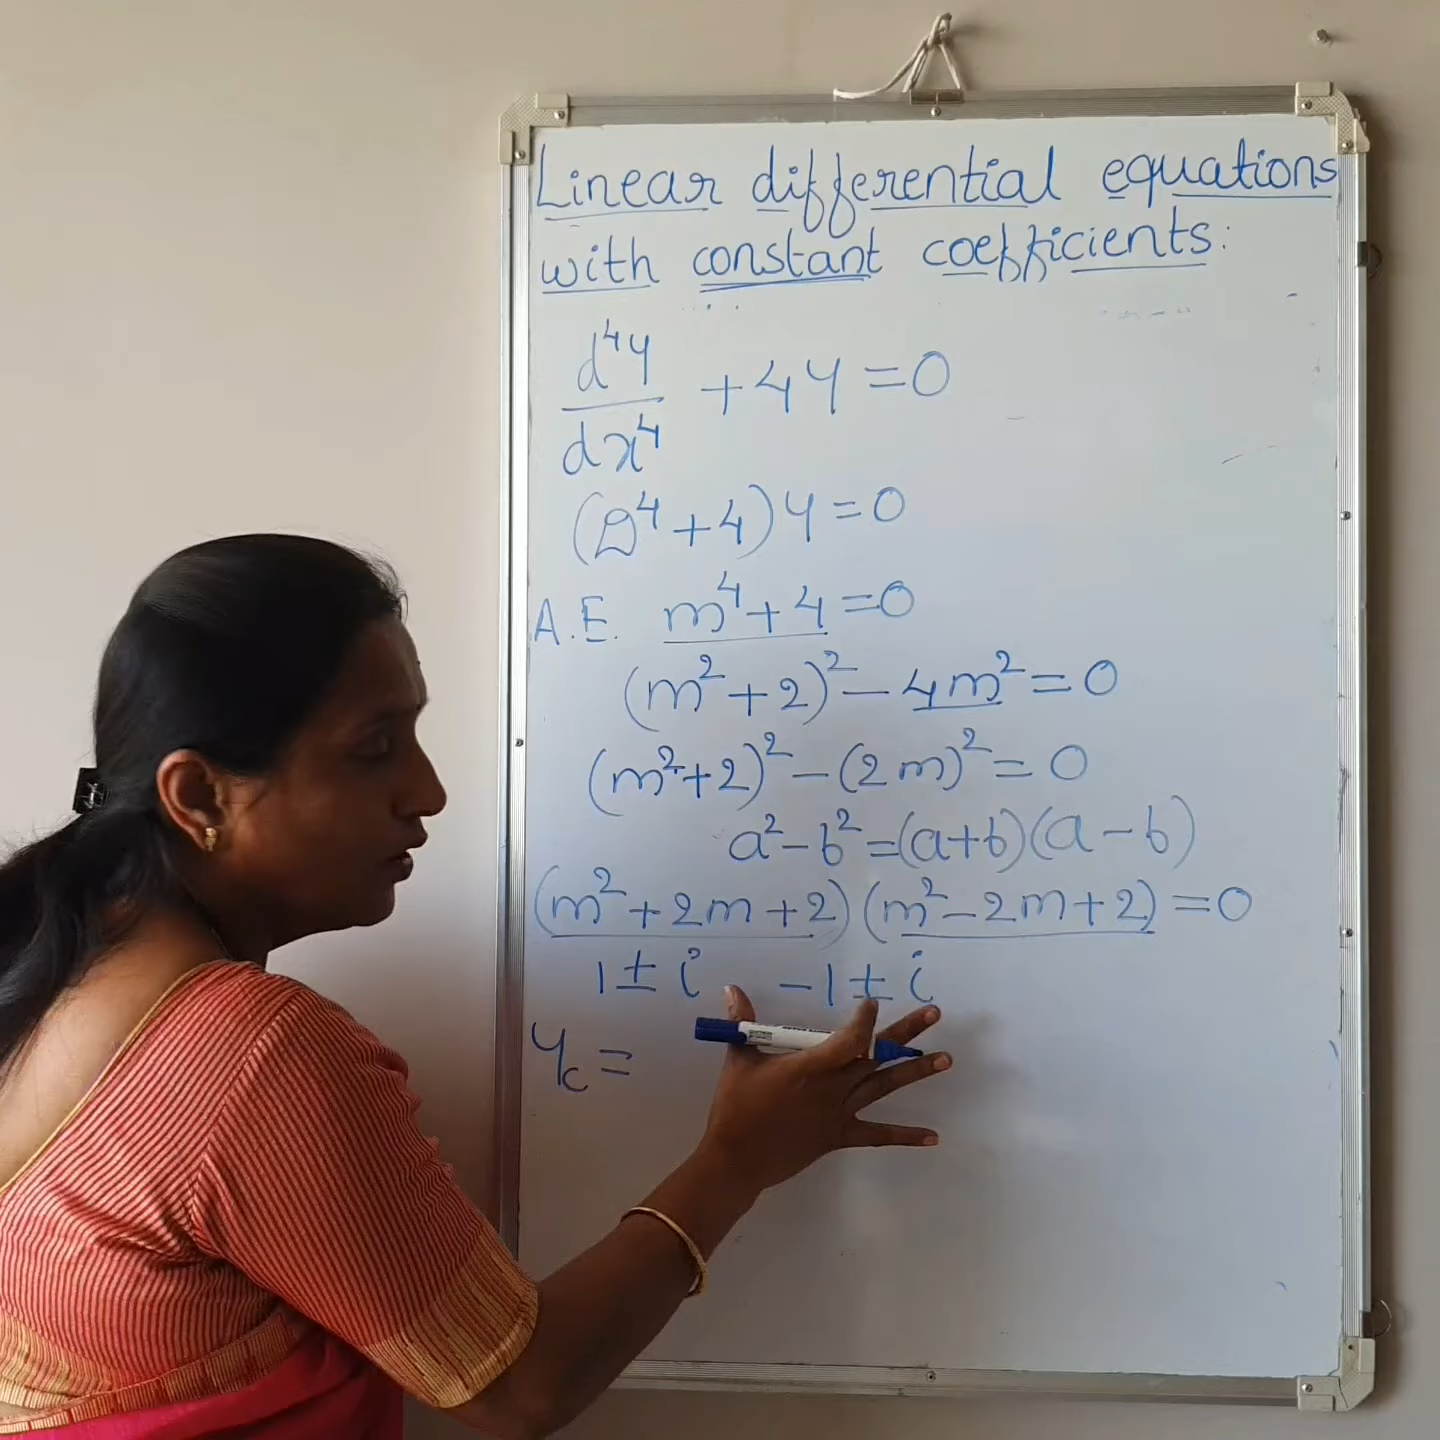 Linear differential equations
with constant coefficients:
d⁴y/dx⁴ + 4y = 0
(D⁴ + 4) y = 0
A.E. m⁴ + 4 = 0
(m² + 2)² - 4m² = 0
(m² + 2)² - (2m)² = 0
a² - b² = (a+b)(a-b)
(m² + 2m + 2)(m² - 2m + 2) = 0
1 ± i, -1 ± i
y_c =